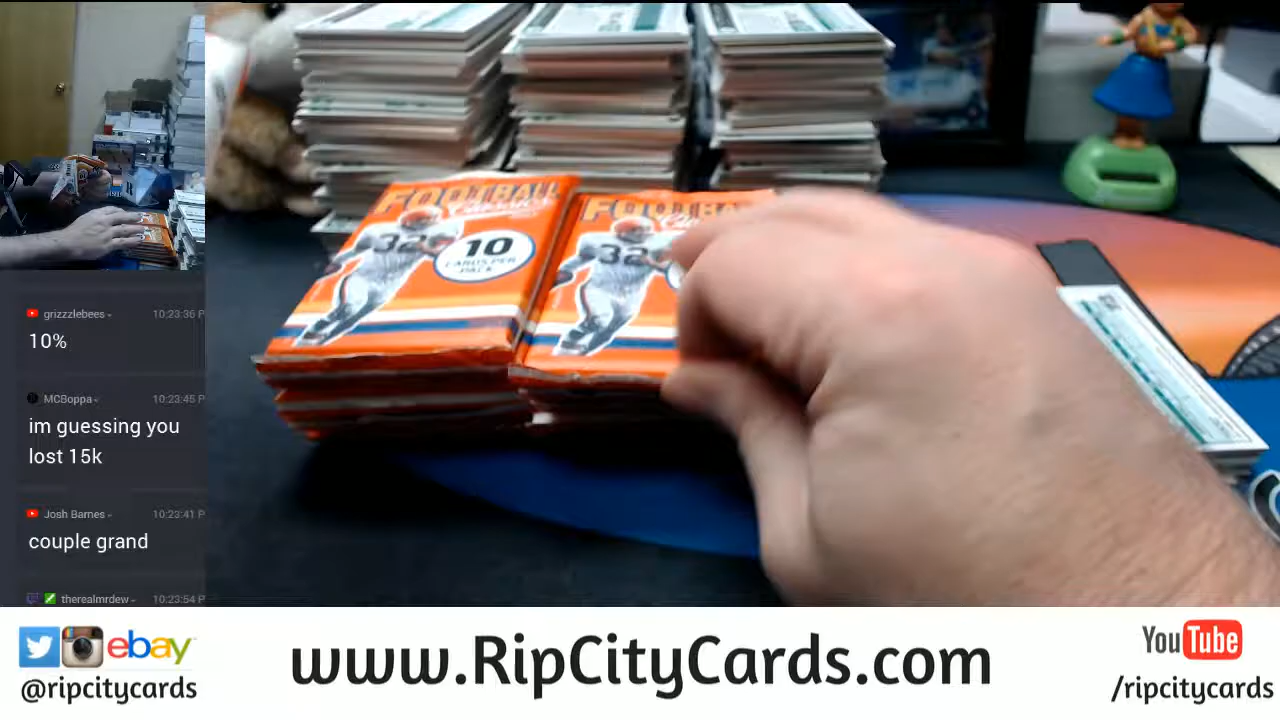 grizzzlebees
10:23:36 P
10%
MCBoppa
10:23:45 P
im guessing you
lost 15k
Josh Barnes
10:23:41 P
couple grand
therealmrdew
10:23:54 P
FOOTBALL
32
10
CARDS PER
PACK
FOOTBA
32
ebay
@ripcitycards
www.RipCityCards.com
YouTube
/ripcitycards